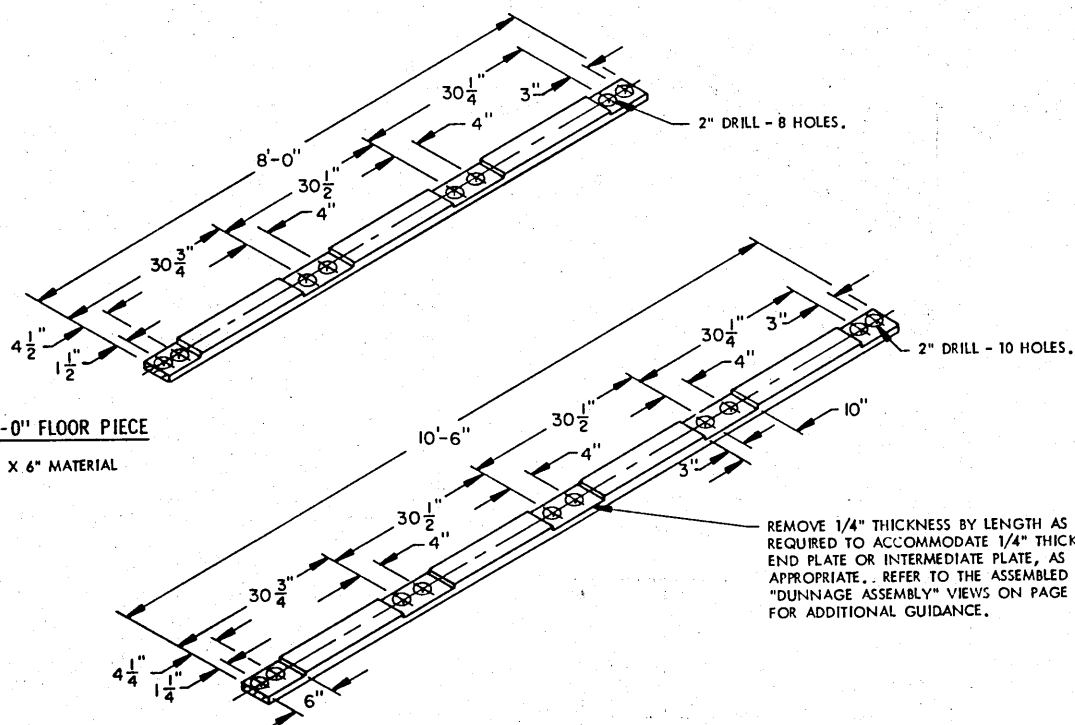 8'-0"
30 1/4"
3"
2" DRILL - 8 HOLES.
4"
30 1/2"
4"
30 3/4"
4 1/2"
1 1/2"
-0" FLOOR PIECE
X 6" MATERIAL
10'-6"
30 1/4"
3"
2" DRILL - 10 HOLES.
4"
10"
30 1/2"
4"
3"
30 1/2"
4"
30 3/4"
4 1/4"
1 1/4"
6"
REMOVE 1/4" THICKNESS BY LENGTH AS
REQUIRED TO ACCOMMODATE 1/4" THICK
END PLATE OR INTERMEDIATE PLATE, AS
APPROPRIATE.. REFER TO THE ASSEMBLED
"DUNNAGE ASSEMBLY" VIEWS ON PAGE
FOR ADDITIONAL GUIDANCE.